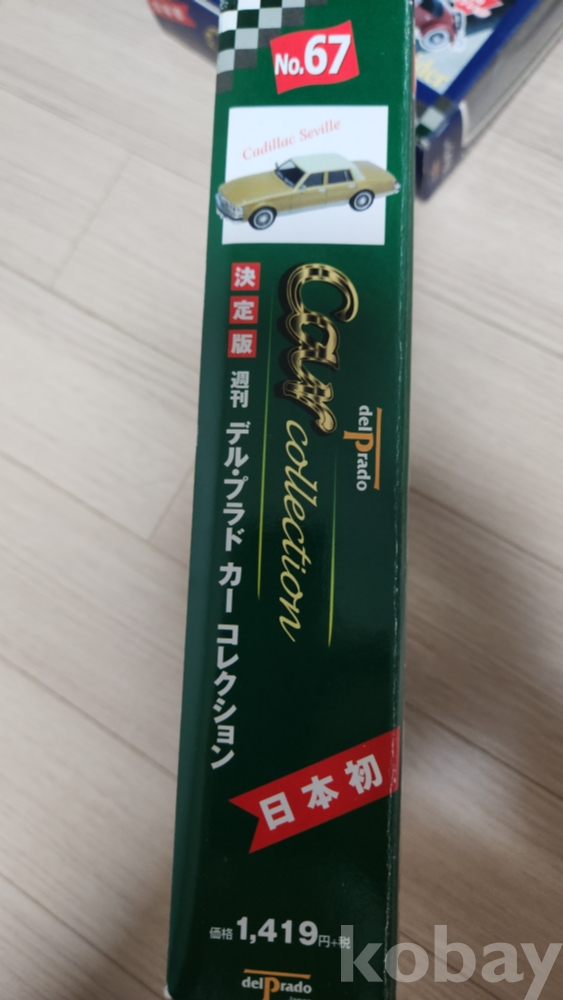 No.67
Cadillac Seville
Car collection
del Prado
決定版
週刊 デル・プラド カー コレクション
日本初
価格1,419円+税
del Prado
kobay